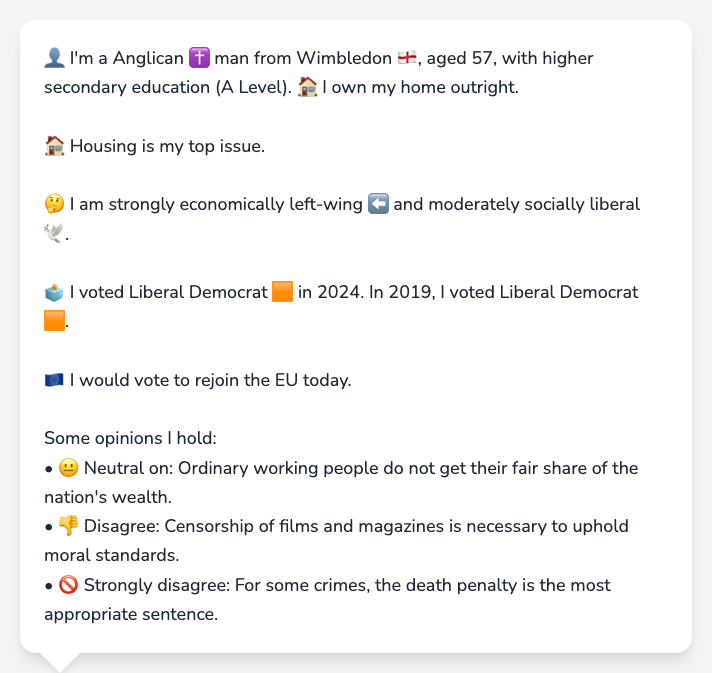 👤 I'm a Anglican ✝️ man from Wimbledon 🏴󠁧󠁢󠁥󠁮󠁧󠁿, aged 57, with higher
secondary education (A Level). 🏠 I own my home outright.
🏠 Housing is my top issue.
🤔 I am strongly economically left-wing ⬅️ and moderately socially liberal
🕊️.
🗳️ I voted Liberal Democrat 🟧 in 2024. In 2019, I voted Liberal Democrat
🟧.
🇪🇺 I would vote to rejoin the EU today.
Some opinions I hold:
• 😐 Neutral on: Ordinary working people do not get their fair share of the
nation's wealth.
• 👎 Disagree: Censorship of films and magazines is necessary to uphold
moral standards.
• 🚫 Strongly disagree: For some crimes, the death penalty is the most
appropriate sentence.